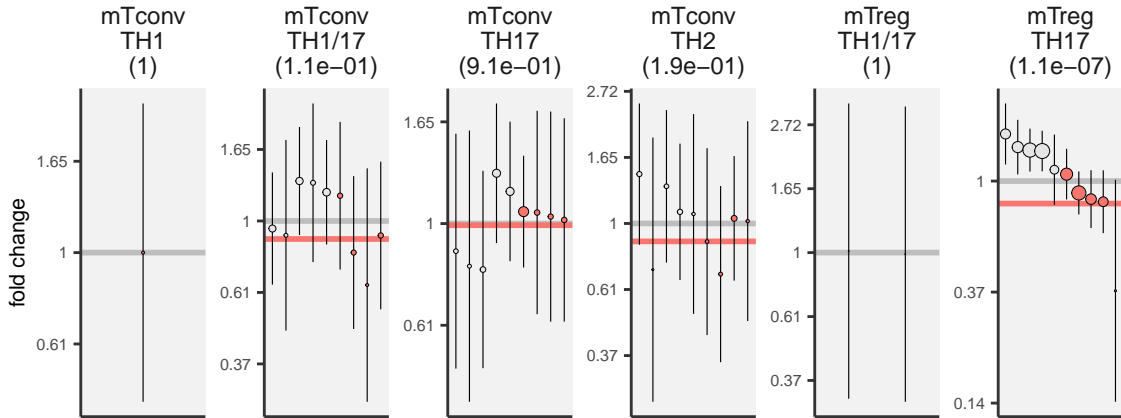 mTconv
TH1
(1)
mTconv
TH1/17
(1.1e−01)
mTconv
TH17
(9.1e−01)
mTconv
TH2
(1.9e−01)
mTreg
TH1/17
(1)
mTreg
TH17
(1.1e−07)
fold change
1.65
1
0.61
1.65
1
0.61
0.37
1.65
1
0.61
2.72
1.65
1
0.61
0.37
2.72
1.65
1
0.61
0.37
1
0.37
0.14